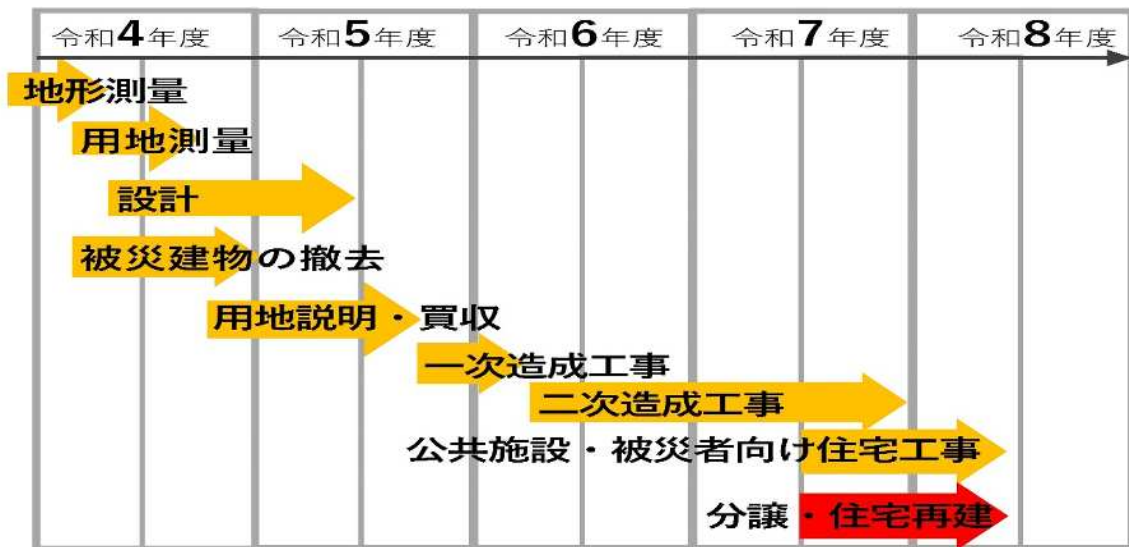 令和4年度 令和5年度 令和6年度 令和7年度 令和8年度
地形測量
用地測量
設計
被災建物の撤去
用地説明・買収
一次造成工事
二次造成工事
公共施設・被災者向け住宅工事
分譲・住宅再建